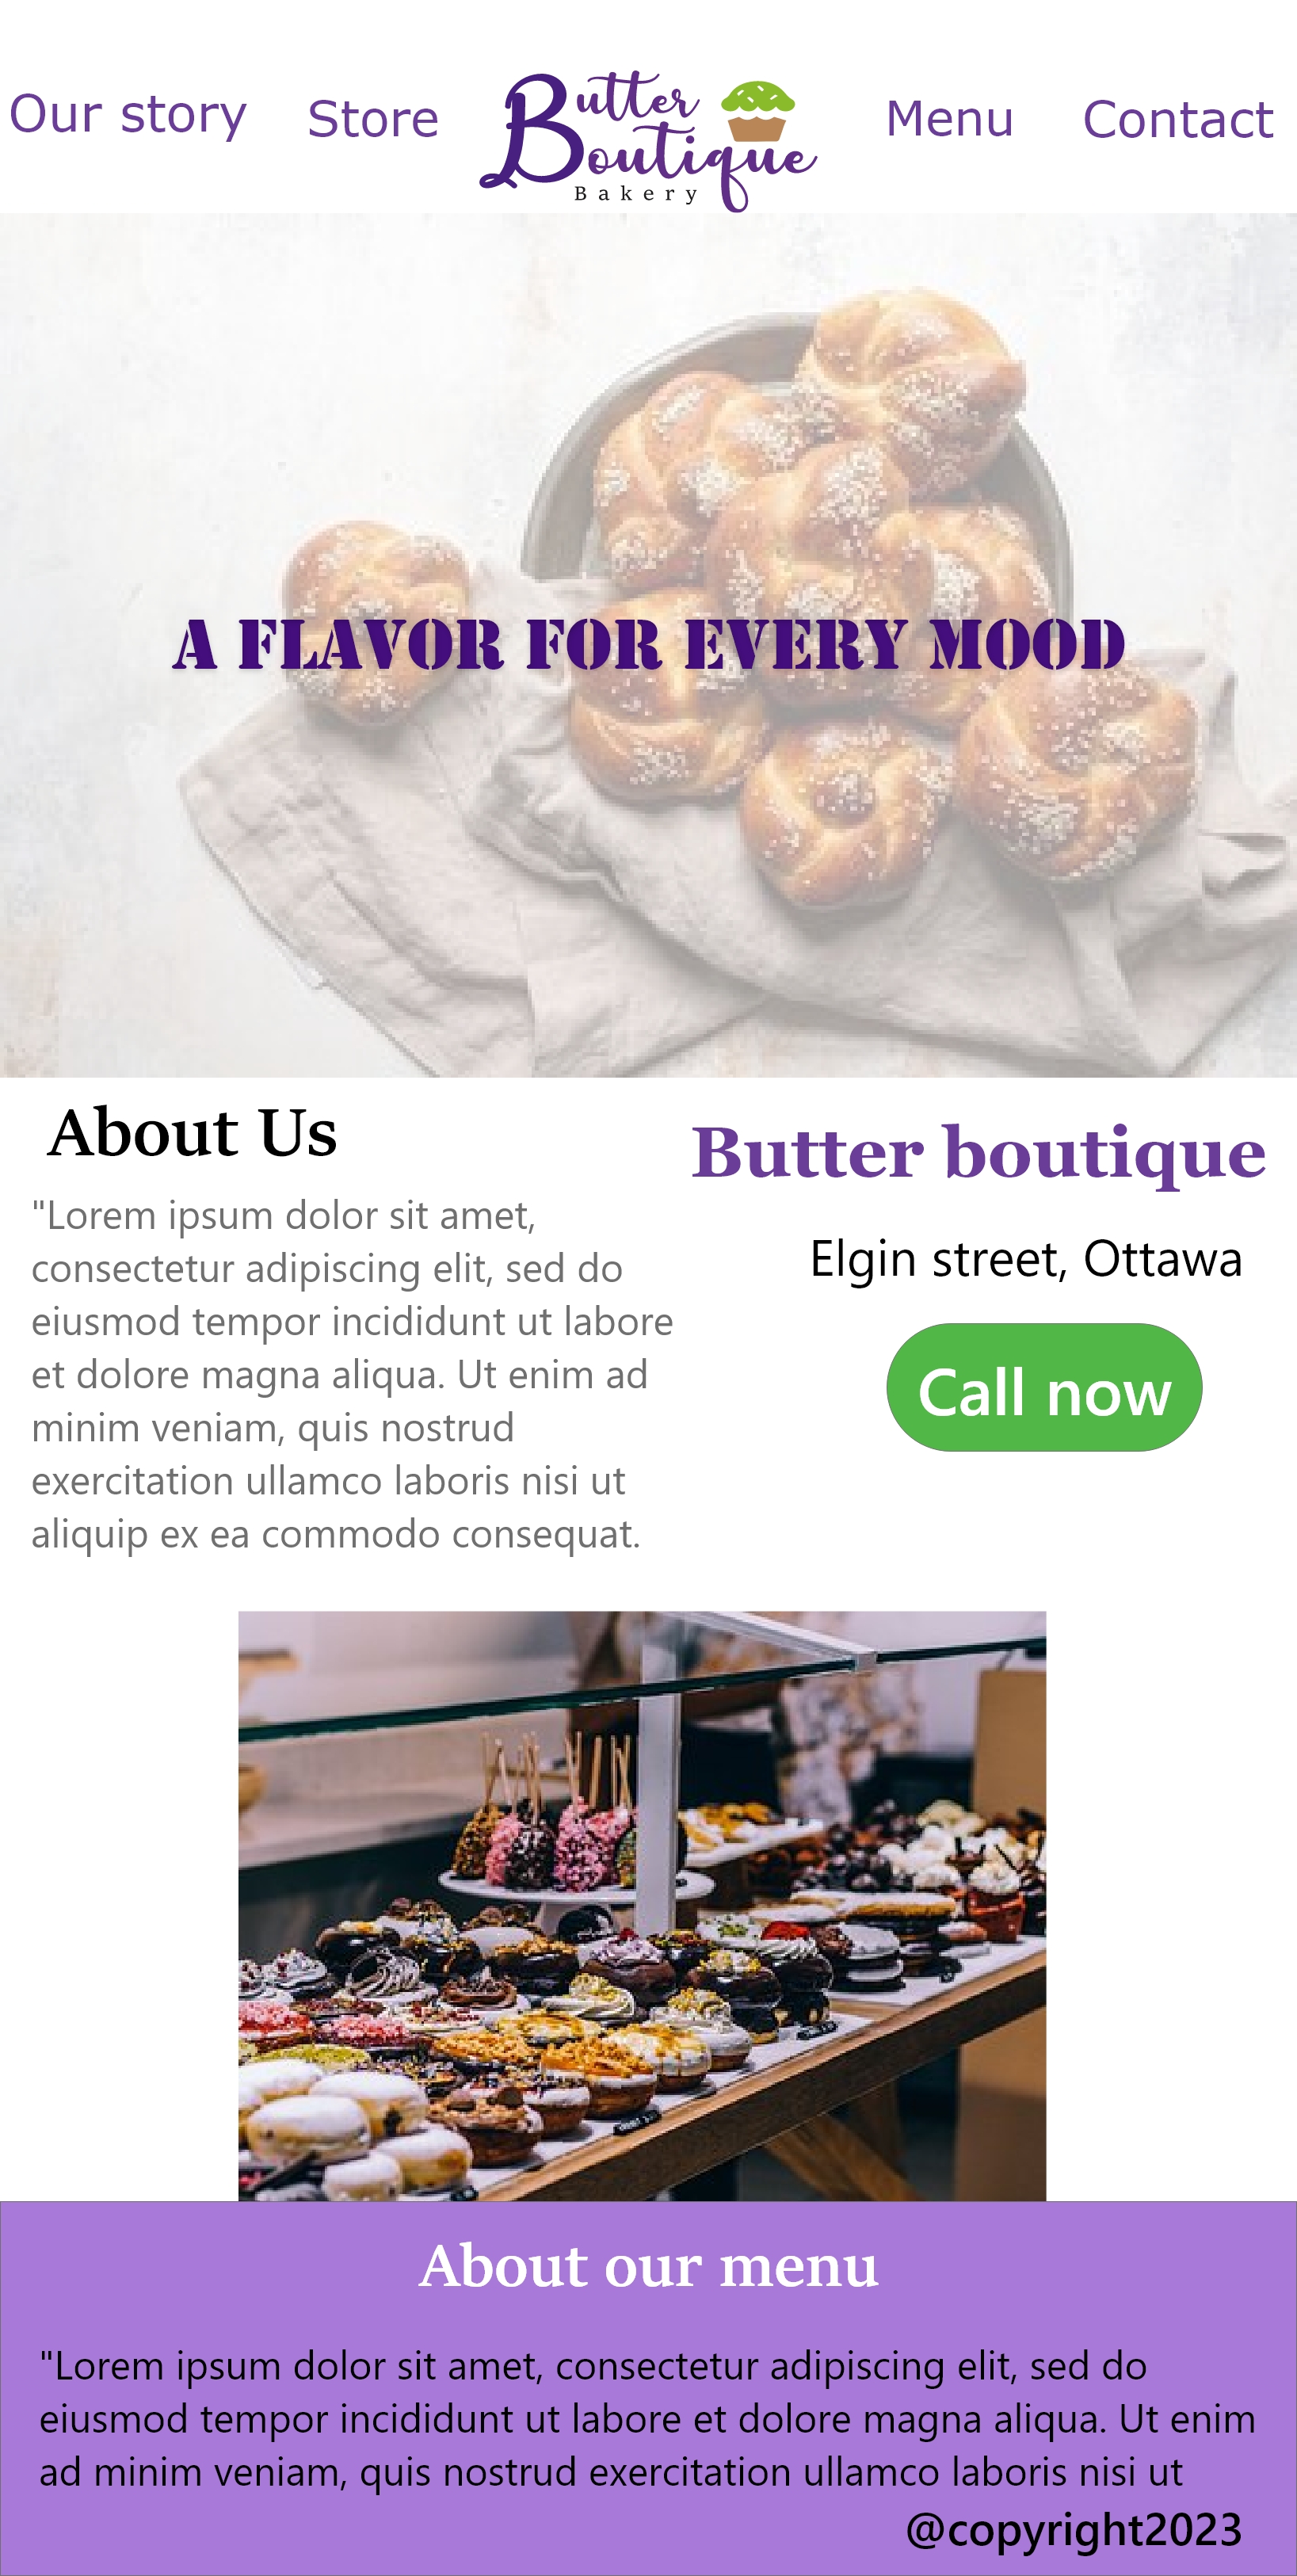 Our story
Store
Butter
Boutique
Bakery
Menu
Contact
A FLAVOR FOR EVERY MOOD
About Us
"Lorem ipsum dolor sit amet,
consectetur adipiscing elit, sed do
eiusmod tempor incididunt ut labore
et dolore magna aliqua. Ut enim ad
minim veniam, quis nostrud
exercitation ullamco laboris nisi ut
aliquip ex ea commodo consequat.
Butter boutique
Elgin street, Ottawa
Call now
About our menu
"Lorem ipsum dolor sit amet, consectetur adipiscing elit, sed do
eiusmod tempor incididunt ut labore et dolore magna aliqua. Ut enim
ad minim veniam, quis nostrud exercitation ullamco laboris nisi ut
@copyright2023